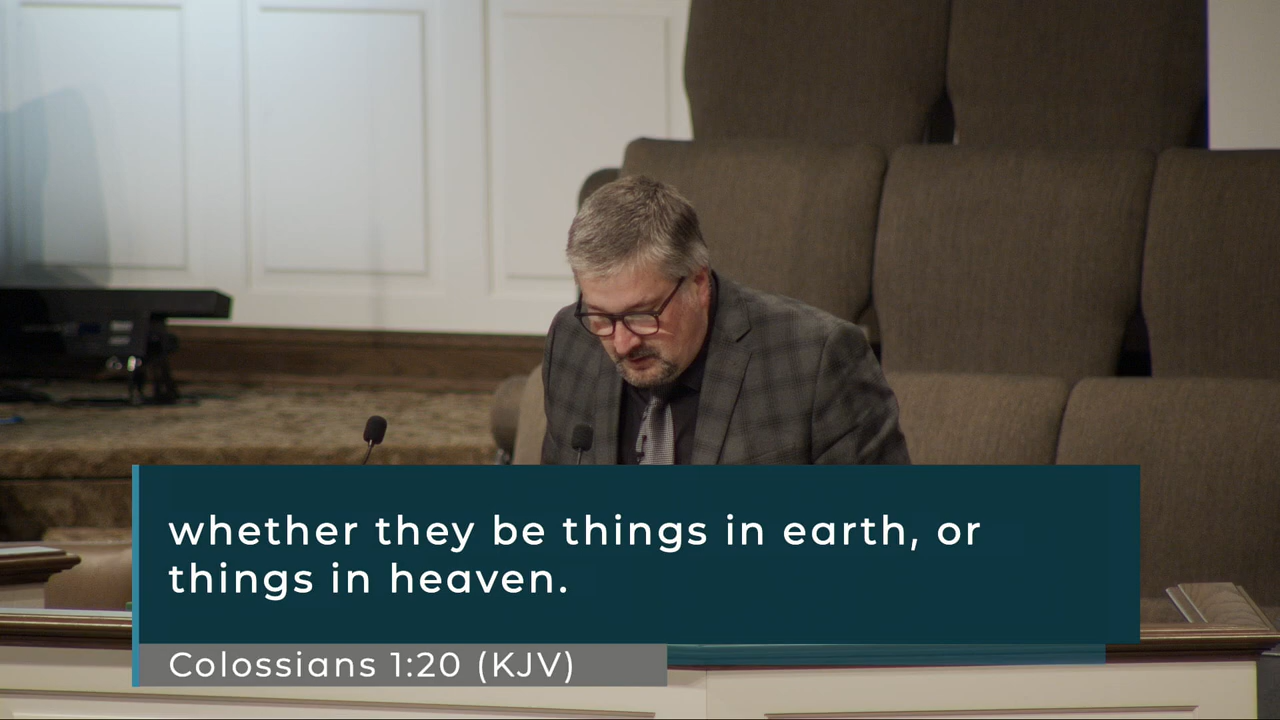 whether they be things in earth, or
things in heaven.
Colossians 1:20 (KJV)